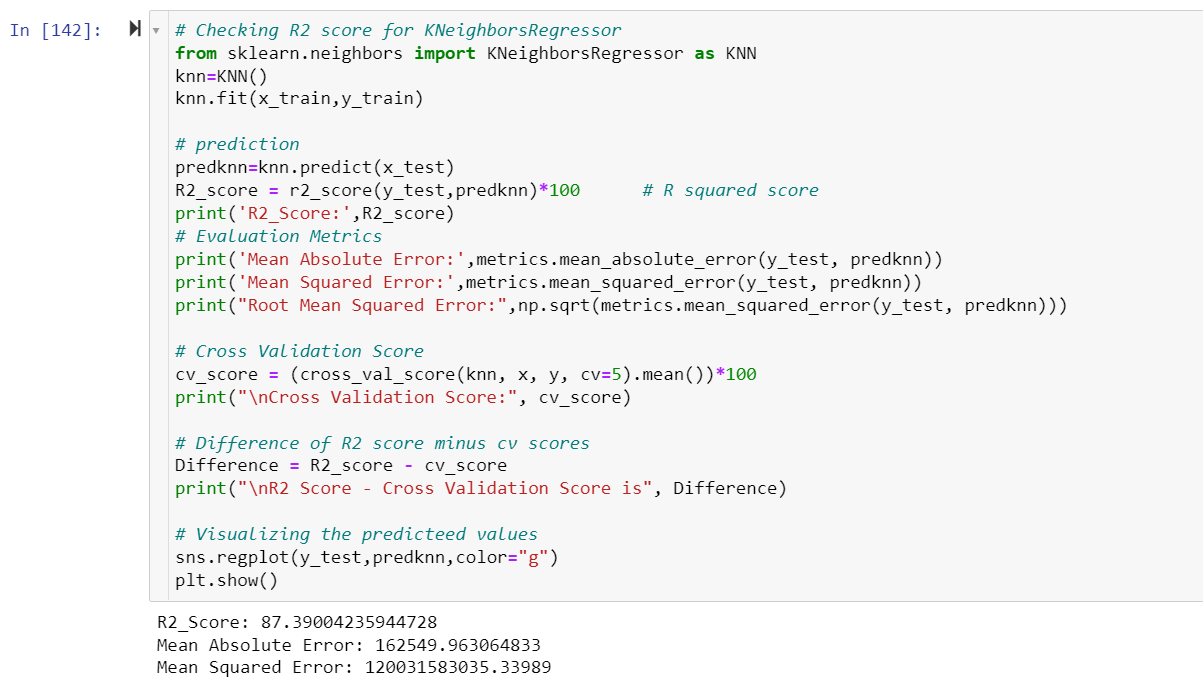 In [142]:
# Checking R2 score for KNeighborsRegressor
from sklearn.neighbors import KNeighborsRegressor as KNN
knn=KNN()
knn.fit(x_train,y_train)

# prediction
predknn=knn.predict(x_test)
R2_score = r2_score(y_test,predknn)*100      # R squared score
print('R2_Score:',R2_score)
# Evaluation Metrics
print('Mean Absolute Error:',metrics.mean_absolute_error(y_test, predknn))
print('Mean Squared Error:',metrics.mean_squared_error(y_test, predknn))
print("Root Mean Squared Error:",np.sqrt(metrics.mean_squared_error(y_test, predknn)))

# Cross Validation Score
cv_score = (cross_val_score(knn, x, y, cv=5).mean())*100
print("\nCross Validation Score:", cv_score)

# Difference of R2 score minus cv scores
Difference = R2_score - cv_score
print("\nR2 Score - Cross Validation Score is", Difference)

# Visualizing the predicteed values
sns.regplot(y_test,predknn,color="g")
plt.show()
R2_Score: 87.39004235944728
Mean Absolute Error: 162549.963064833
Mean Squared Error: 120031583035.33989